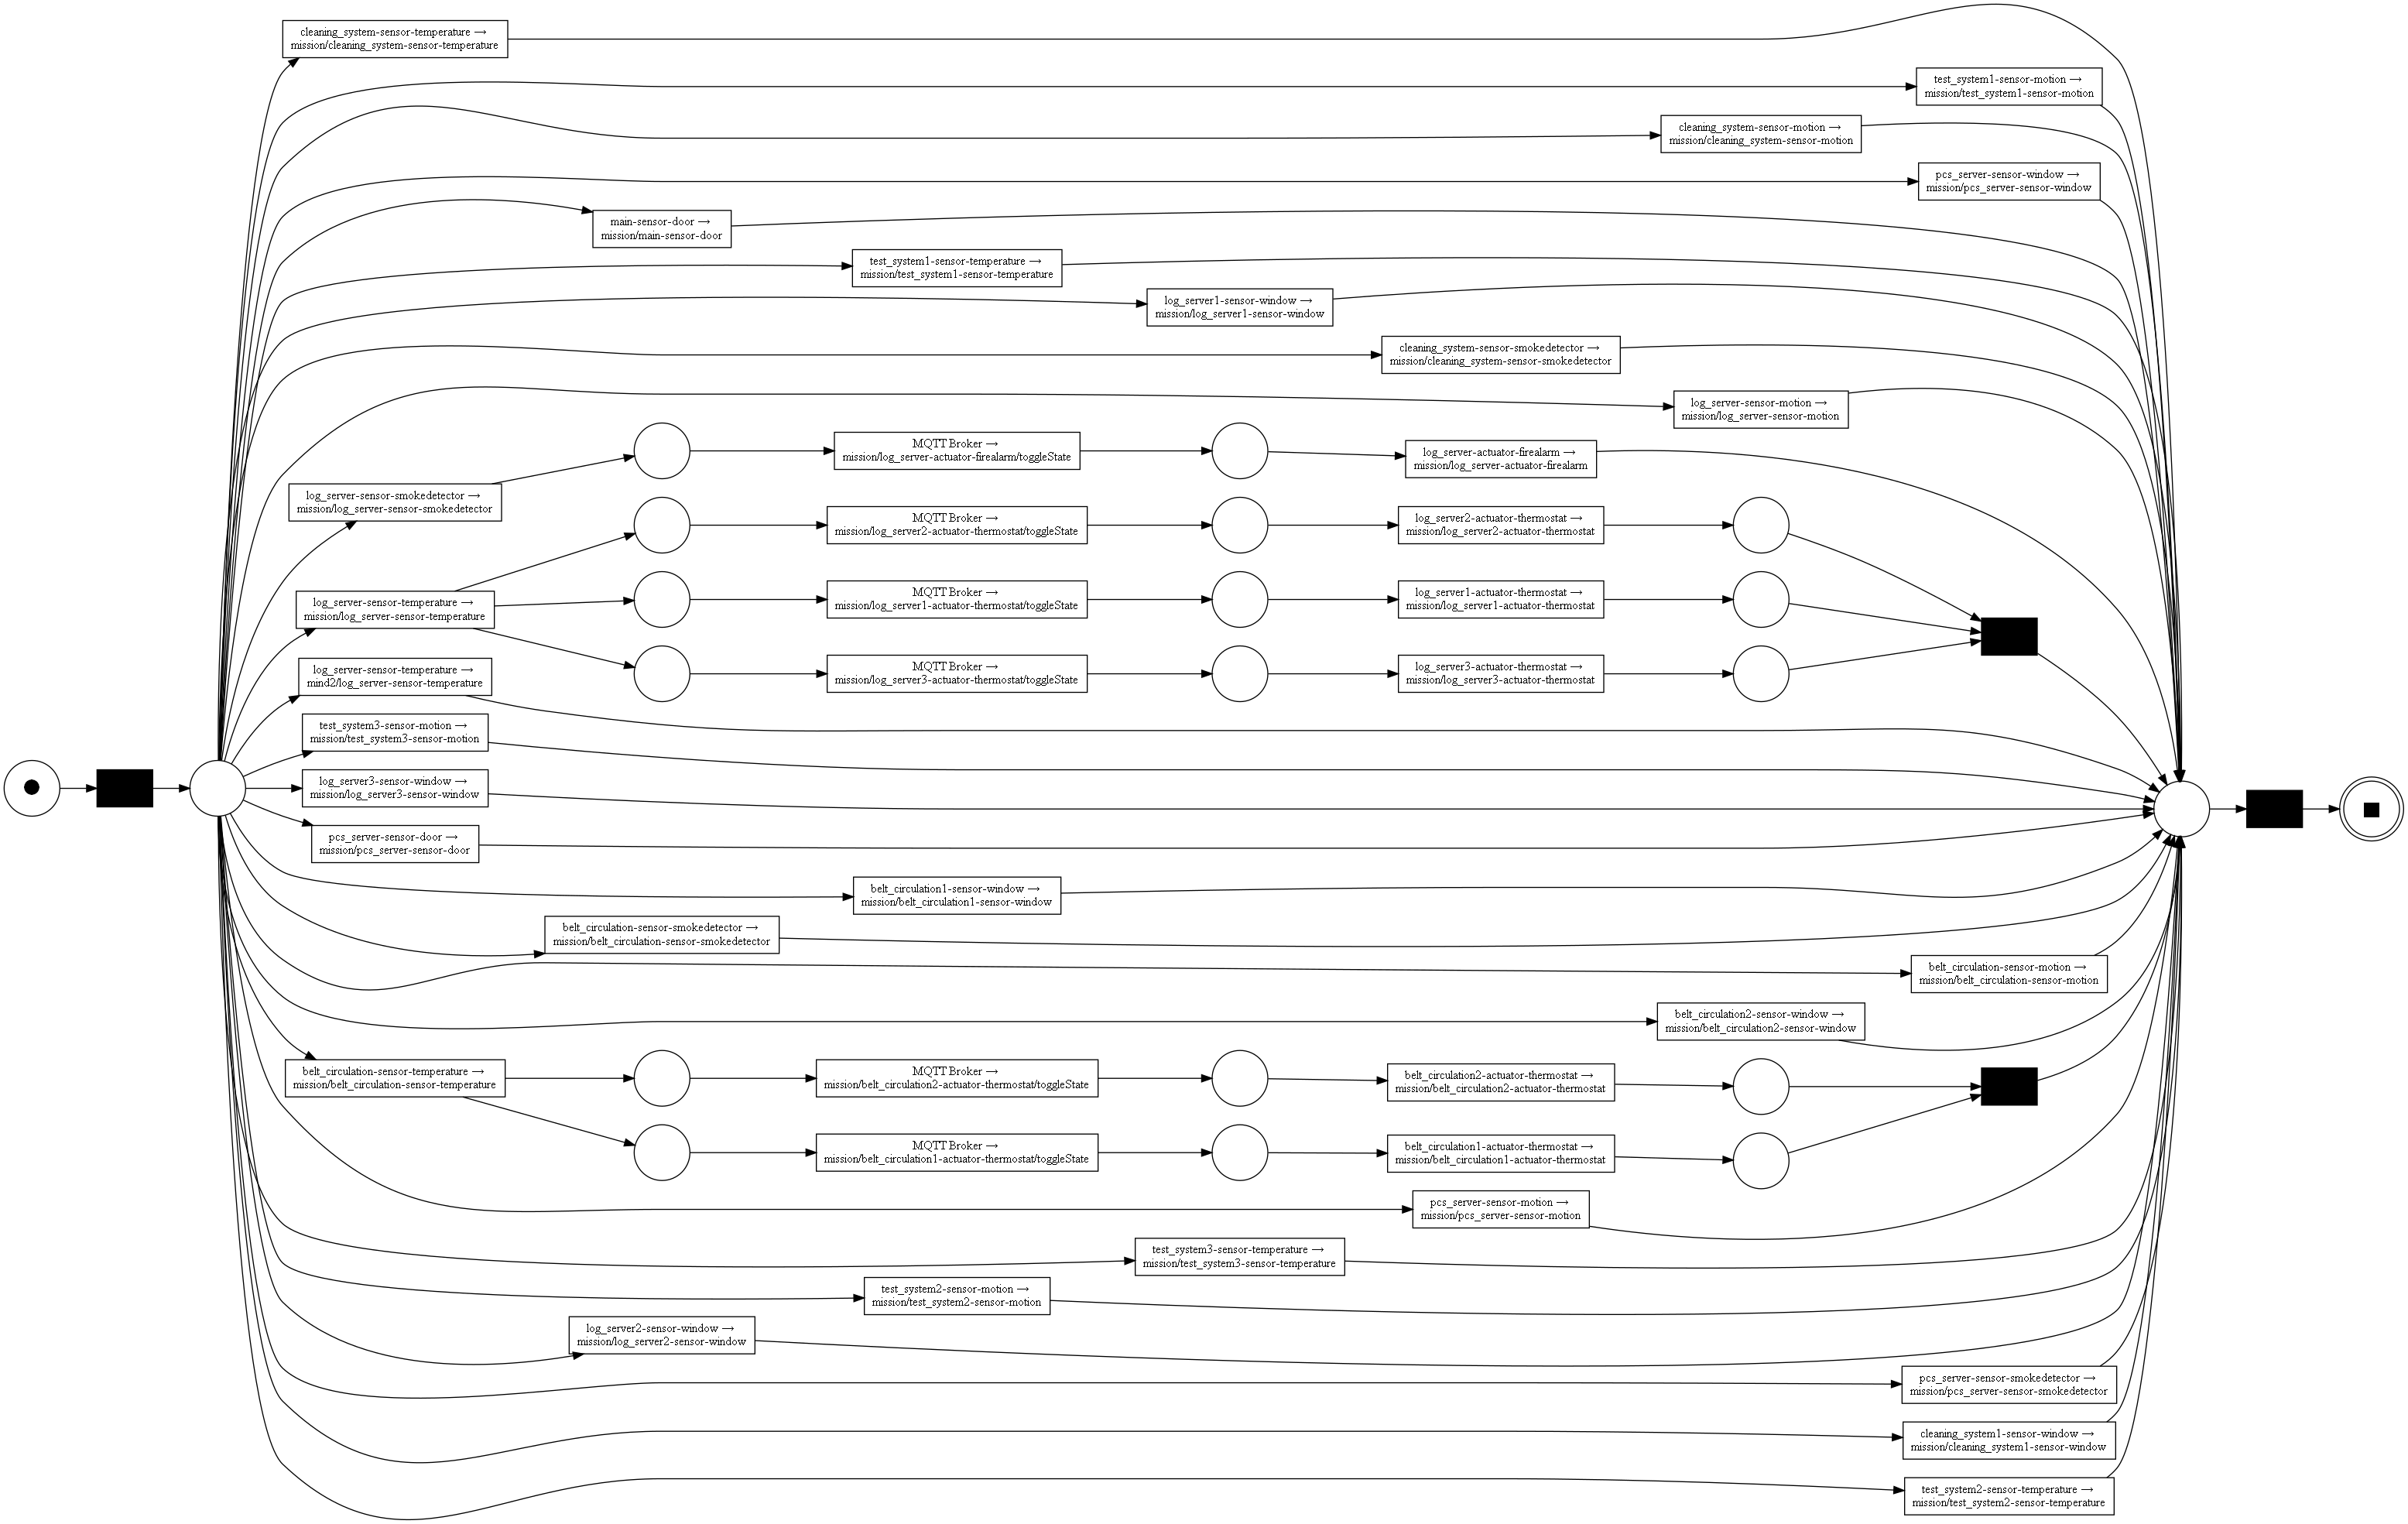 cleaning_system-sensor-temperature →
mission/cleaning_system-sensor-temperature
test_system1-sensor-motion →
mission/test_system1-sensor-motion
cleaning_system-sensor-motion →
mission/cleaning_system-sensor-motion
pcs_server-sensor-window →
mission/pcs_server-sensor-window
main-sensor-door →
mission/main-sensor-door
test_system1-sensor-temperature →
mission/test_system1-sensor-temperature
log_server1-sensor-window →
mission/log_server1-sensor-window
cleaning_system-sensor-smokedetector →
mission/cleaning_system-sensor-smokedetector
log_server-sensor-motion →
mission/log_server-sensor-motion
MQTT Broker →
mission/log_server-actuator-firealarm/toggleState
log_server-actuator-firealarm →
mission/log_server-actuator-firealarm
log_server-sensor-smokedetector →
mission/log_server-sensor-smokedetector
MQTT Broker →
mission/log_server2-actuator-thermostat/toggleState
log_server2-actuator-thermostat →
mission/log_server2-actuator-thermostat
MQTT Broker →
mission/log_server1-actuator-thermostat/toggleState
log_server1-actuator-thermostat →
mission/log_server1-actuator-thermostat
log_server-sensor-temperature →
mission/log_server-sensor-temperature
MQTT Broker →
mission/log_server3-actuator-thermostat/toggleState
log_server3-actuator-thermostat →
mission/log_server3-actuator-thermostat
log_server-sensor-temperature →
mind2/log_server-sensor-temperature
test_system3-sensor-motion →
mission/test_system3-sensor-motion
log_server3-sensor-window →
mission/log_server3-sensor-window
pcs_server-sensor-door →
mission/pcs_server-sensor-door
belt_circulation1-sensor-window →
mission/belt_circulation1-sensor-window
belt_circulation-sensor-smokedetector →
mission/belt_circulation-sensor-smokedetector
belt_circulation-sensor-motion →
mission/belt_circulation-sensor-motion
belt_circulation2-sensor-window →
mission/belt_circulation2-sensor-window
belt_circulation-sensor-temperature →
mission/belt_circulation-sensor-temperature
MQTT Broker →
mission/belt_circulation2-actuator-thermostat/toggleState
belt_circulation2-actuator-thermostat →
mission/belt_circulation2-actuator-thermostat
MQTT Broker →
mission/belt_circulation1-actuator-thermostat/toggleState
belt_circulation1-actuator-thermostat →
mission/belt_circulation1-actuator-thermostat
pcs_server-sensor-motion →
mission/pcs_server-sensor-motion
test_system3-sensor-temperature →
mission/test_system3-sensor-temperature
test_system2-sensor-motion →
mission/test_system2-sensor-motion
log_server2-sensor-window →
mission/log_server2-sensor-window
pcs_server-sensor-smokedetector →
mission/pcs_server-sensor-smokedetector
cleaning_system1-sensor-window →
mission/cleaning_system1-sensor-window
test_system2-sensor-temperature →
mission/test_system2-sensor-temperature